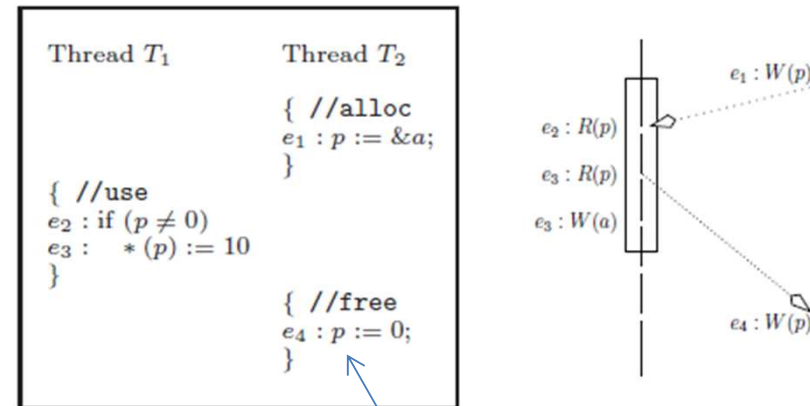 Thread T₁ Thread T₂
{ //alloc
e₁ : p := &a;
}
{ //use
e₂ : if (p ≠ 0)
e₃ : ∗ (p) := 10
}
{ //free
e₄ : p := 0;
}
e₁ : W(p)
e₂ : R(p)
e₃ : R(p)
e₃ : W(a)
e₄ : W(p)